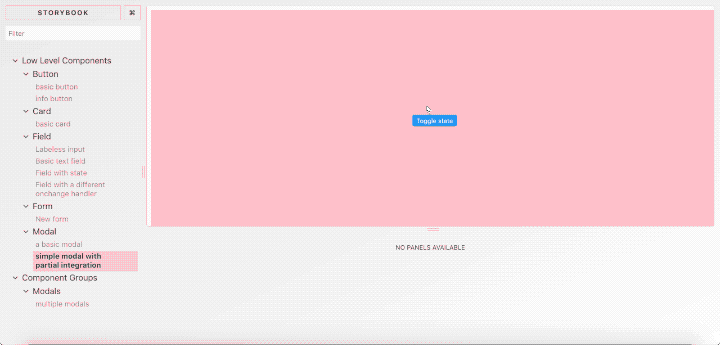 STORYBOOK
⌘
Filter
Low Level Components
Button
basic button
info button
Card
basic card
Field
Labeless input
Basic text field
Field with state
Field with a different
onchange handler
Form
New form
Modal
a basic modal
simple modal with
partial integration
Component Groups
Modals
multiple modals
Toggle state
NO PANELS AVAILABLE